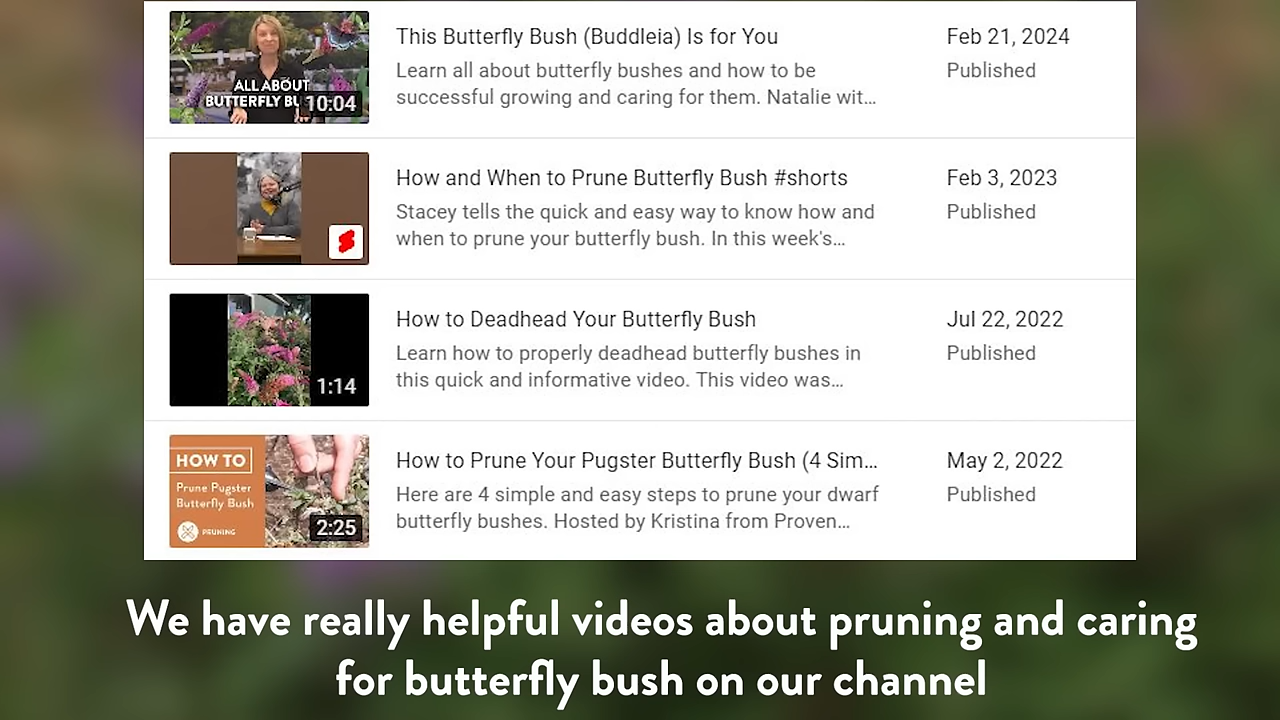 ALL ABOUT
BUTTERFLY BU
10:04
This Butterfly Bush (Buddleia) Is for You
Feb 21, 2024
Learn all about butterfly bushes and how to be
Published
successful growing and caring for them. Natalie wit…
How and When to Prune Butterfly Bush #shorts
Feb 3, 2023
Stacey tells the quick and easy way to know how and
Published
when to prune your butterfly bush. In this week's…
1:14
How to Deadhead Your Butterfly Bush
Jul 22, 2022
Learn how to properly deadhead butterfly bushes in
Published
this quick and informative video. This video was…
HOW TO
Prune Pugster
Butterfly Bush
PRUNING
2:25
How to Prune Your Pugster Butterfly Bush (4 Sim…
May 2, 2022
Here are 4 simple and easy steps to prune your dwarf
Published
butterfly bushes. Hosted by Kristina from Proven…
We have really helpful videos about pruning and caring
for butterfly bush on our channel